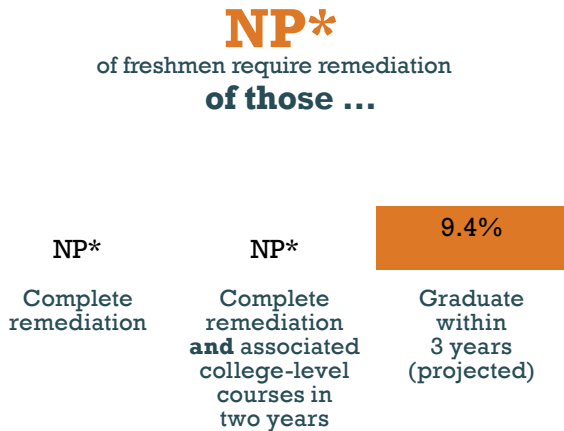 NP*
of freshmen require remediation
of those ...
NP*
NP*
9.4%
Complete
remediation
Complete
remediation
and associated
college-level
courses in
two years
Graduate
within
3 years
(projected)